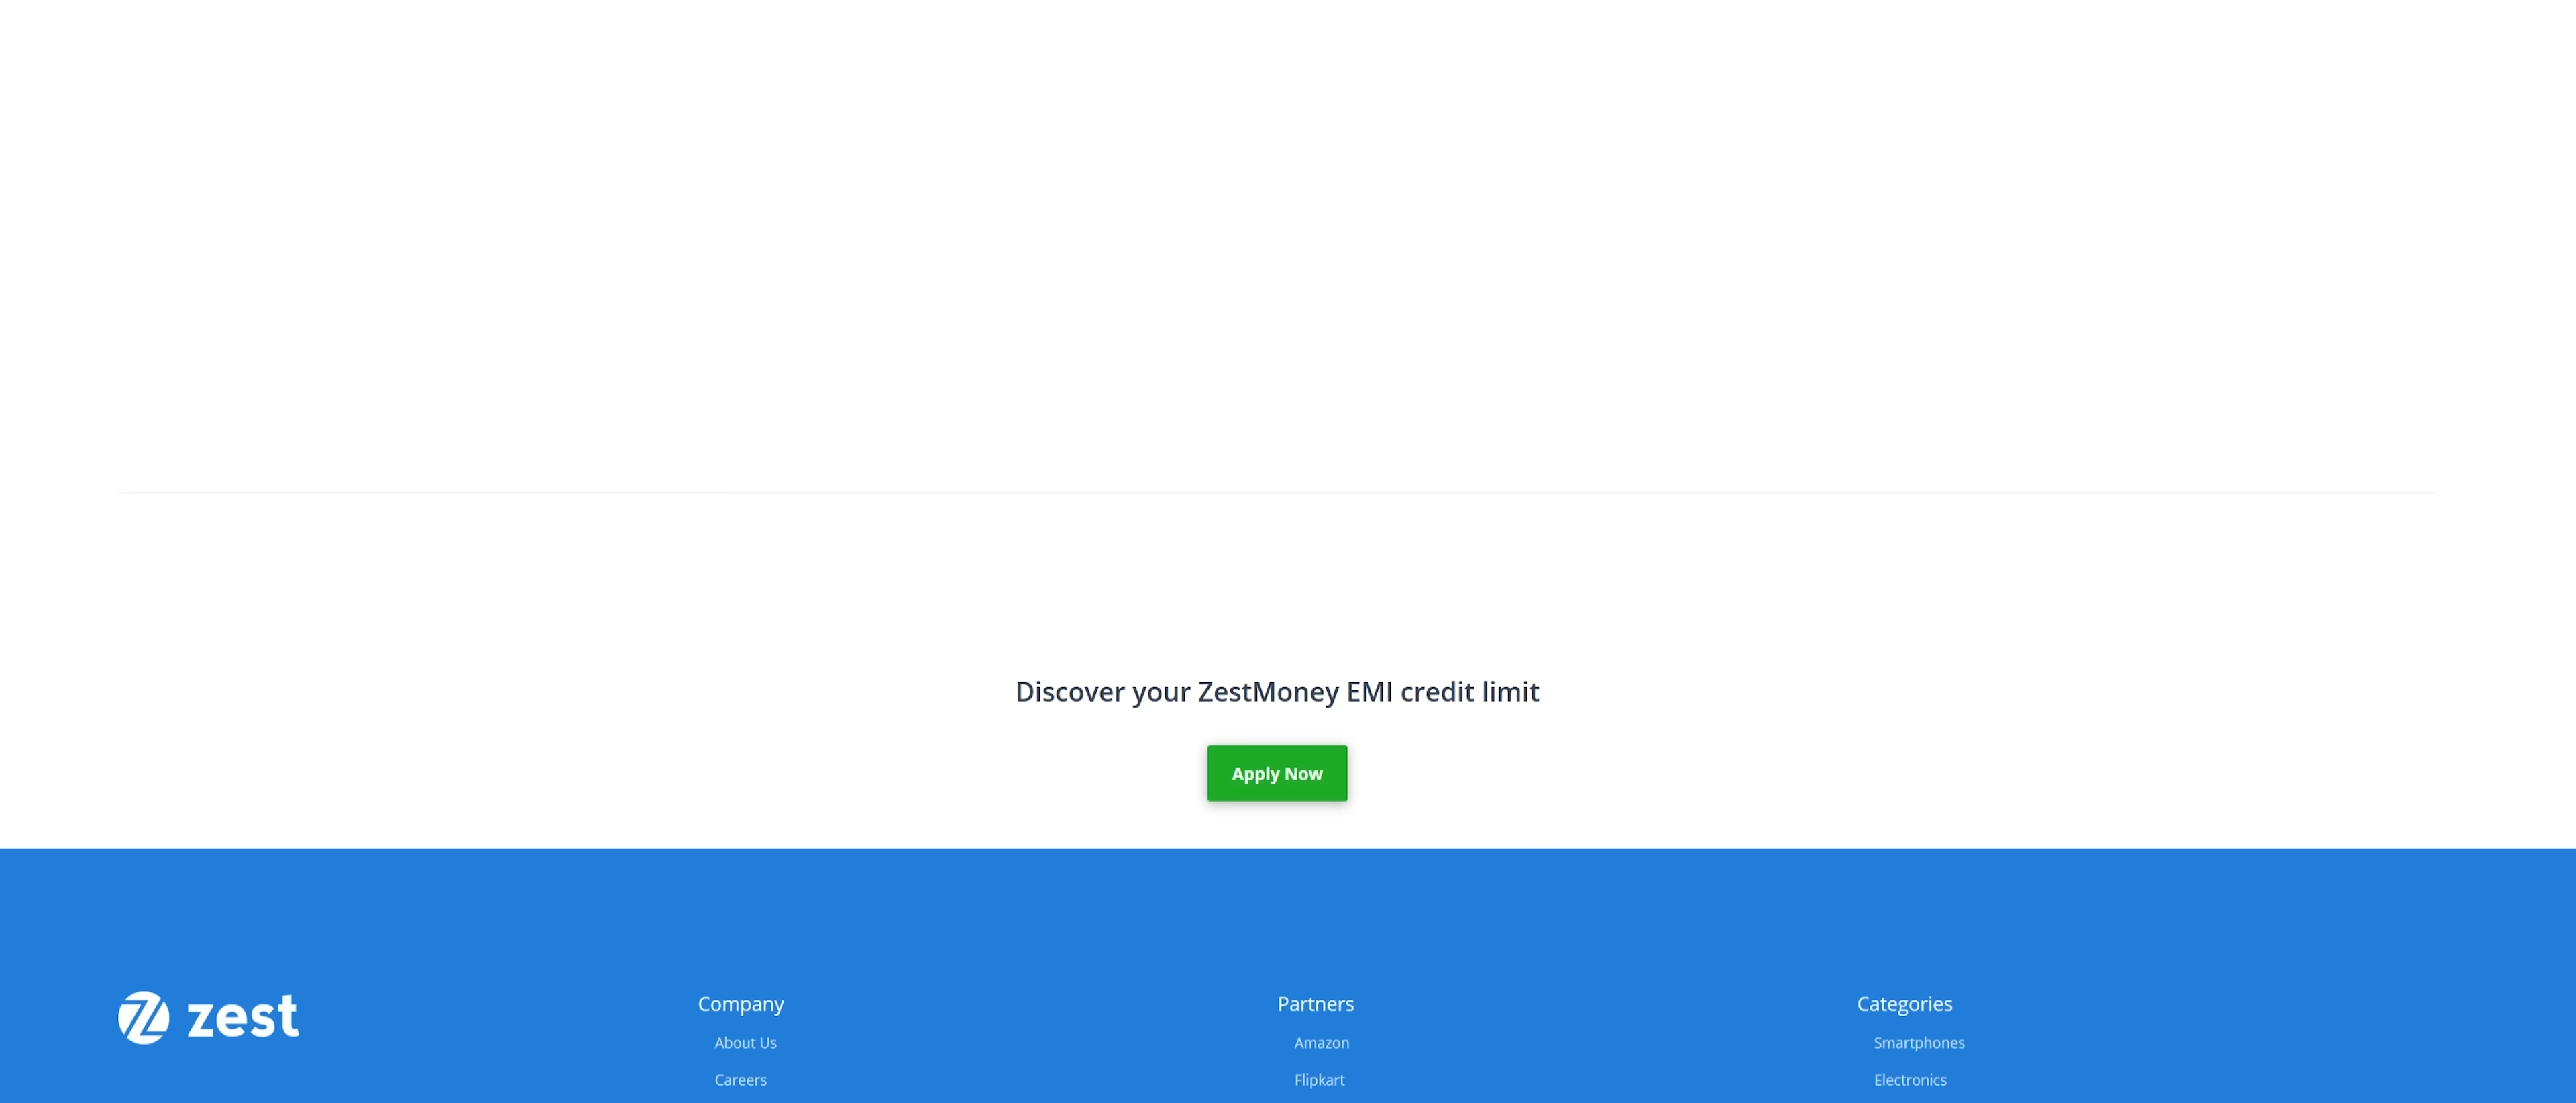 Discover your ZestMoney EMI credit limit
Apply Now
zest
Company
About Us
Careers
Partners
Amazon
Flipkart
Categories
Smartphones
Electronics